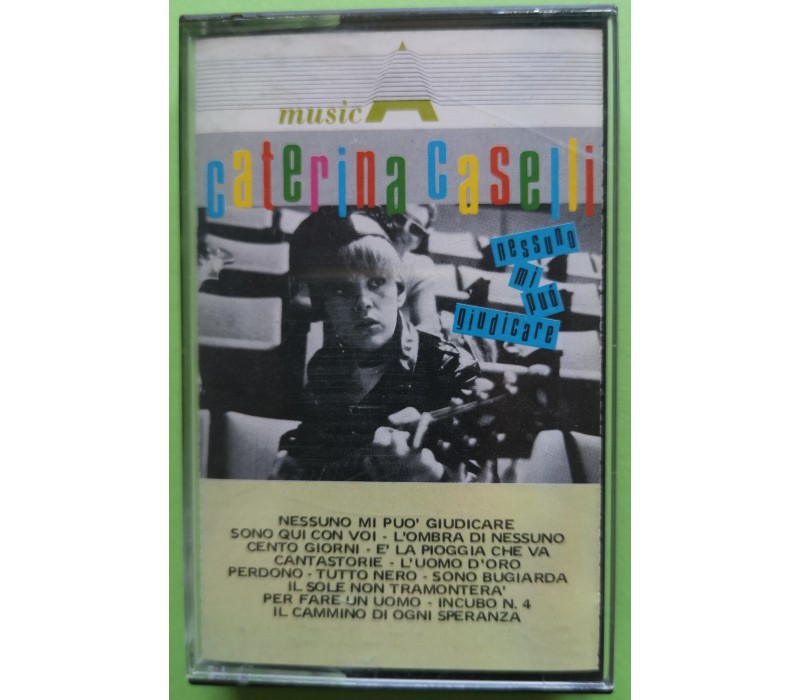 music A
caterina caselli
nessuno
mi
può
giudicare
NESSUNO MI PUO' GIUDICARE
SONO QUI CON VOI - L'OMBRA DI NESSUNO
CENTO GIORNI - E' LA PIOGGIA CHE VA
CANTASTORIE - L'UOMO D'ORO
PERDONO - TUTTO NERO - SONO BUGIARDA
IL SOLE NON TRAMONTERA'
PER FARE UN UOMO - INCUBO N. 4
IL CAMMINO DI OGNI SPERANZA